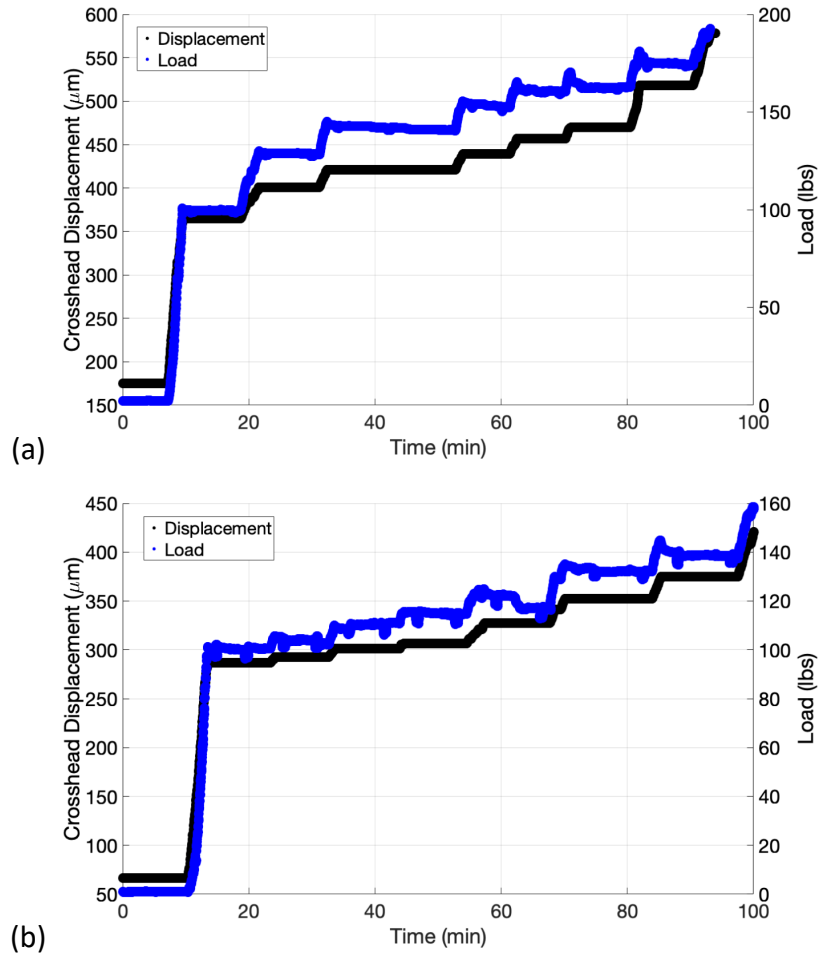 600
550
500
450
400
350
300
250
200
150
Crosshead Displacement (μm)
Displacement
Load
200
150
100
50
0
Load (lbs)
0 20 40 60 80 100
Time (min)
(a)
450
400
350
300
250
200
150
100
50
Crosshead Displacement (μm)
Displacement
Load
160
140
120
100
80
60
40
20
0
Load (lbs)
0 20 40 60 80 100
Time (min)
(b)